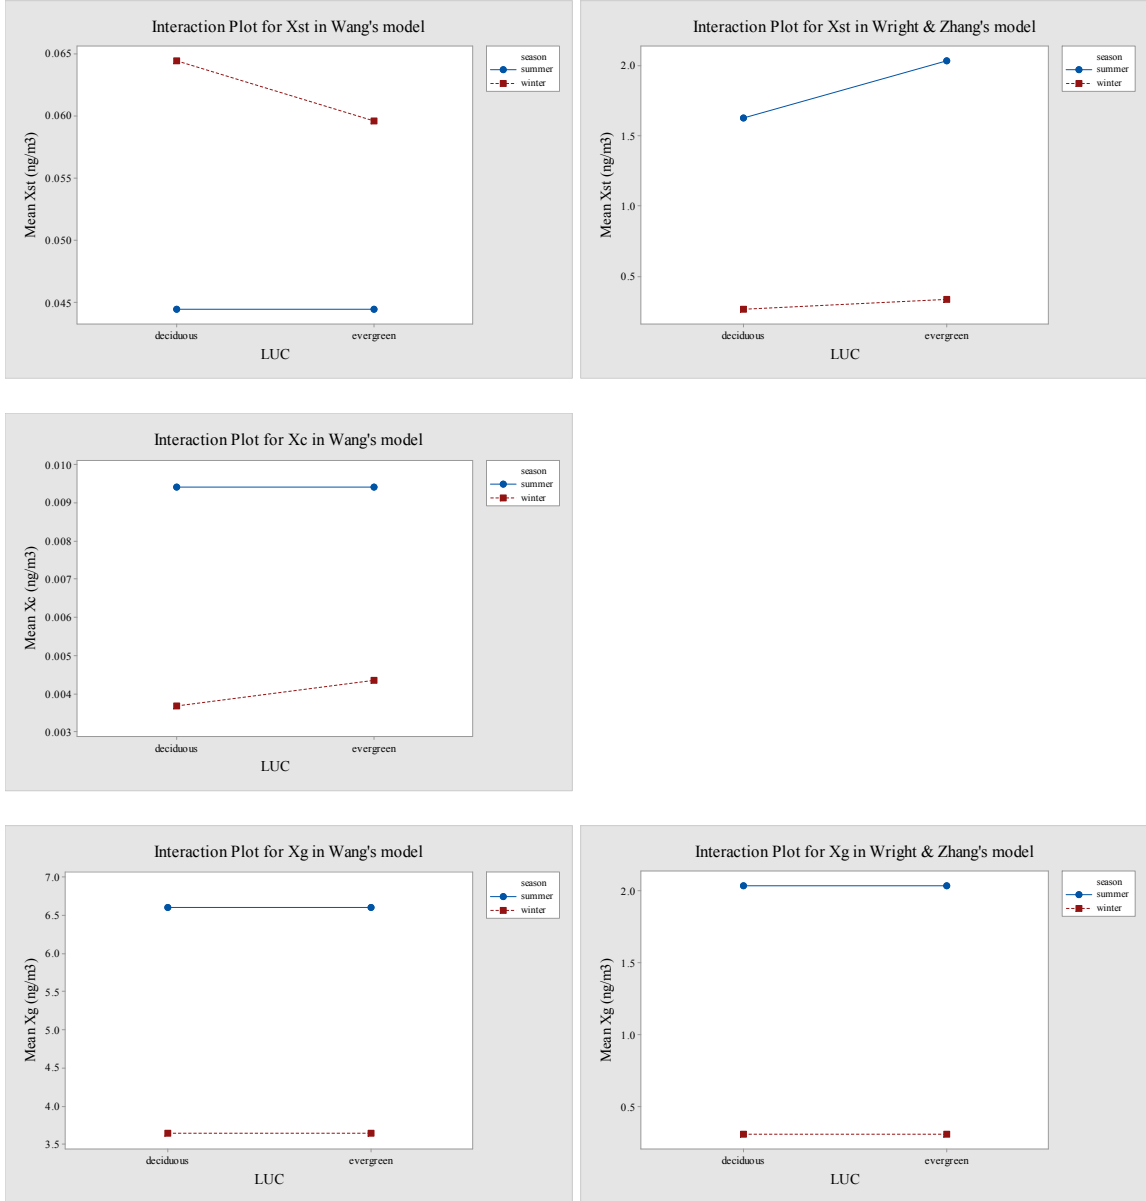 Interaction Plot for Xst in Wang's model
0.065
0.060
0.055
0.050
0.045
Mean Xst (ng/m3)
deciduous
evergreen
LUC
season
summer
winter
Interaction Plot for Xst in Wright & Zhang's model
2.0
1.5
1.0
0.5
Mean Xst (ng/m3)
deciduous
evergreen
LUC
season
summer
winter
Interaction Plot for Xc in Wang's model
0.010
0.009
0.008
0.007
0.006
0.005
0.004
0.003
Mean Xc (ng/m3)
deciduous
evergreen
LUC
season
summer
winter
Interaction Plot for Xg in Wang's model
7.0
6.5
6.0
5.5
5.0
4.5
4.0
3.5
Mean Xg (ng/m3)
deciduous
evergreen
LUC
season
summer
winter
Interaction Plot for Xg in Wright & Zhang's model
2.0
1.5
1.0
0.5
Mean Xg (ng/m3)
deciduous
evergreen
LUC
season
summer
winter